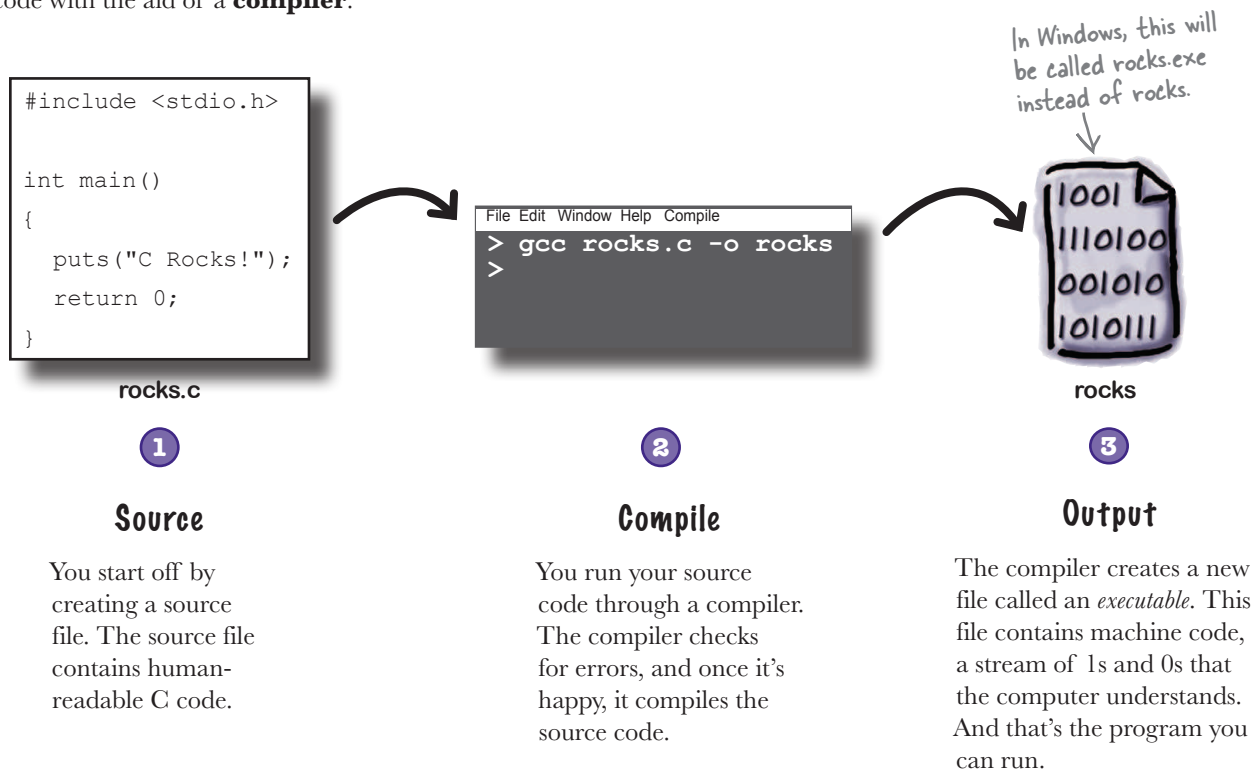 code with the aid of a compiler.
In Windows, this will
be called rocks.exe
instead of rocks.
#include <stdio.h>
int main()
{
puts("C Rocks!");
return 0;
}
rocks.c
File Edit Window Help Compile
> gcc rocks.c -o rocks
>
1001
1110100
001010
1010111
rocks
1
Source
You start off by
creating a source
file. The source file
contains human-
readable C code.
2
Compile
You run your source
code through a compiler.
The compiler checks
for errors, and once it's
happy, it compiles the
source code.
3
Output
The compiler creates a new
file called an executable. This
file contains machine code,
a stream of 1s and 0s that
the computer understands.
And that's the program you
can run.